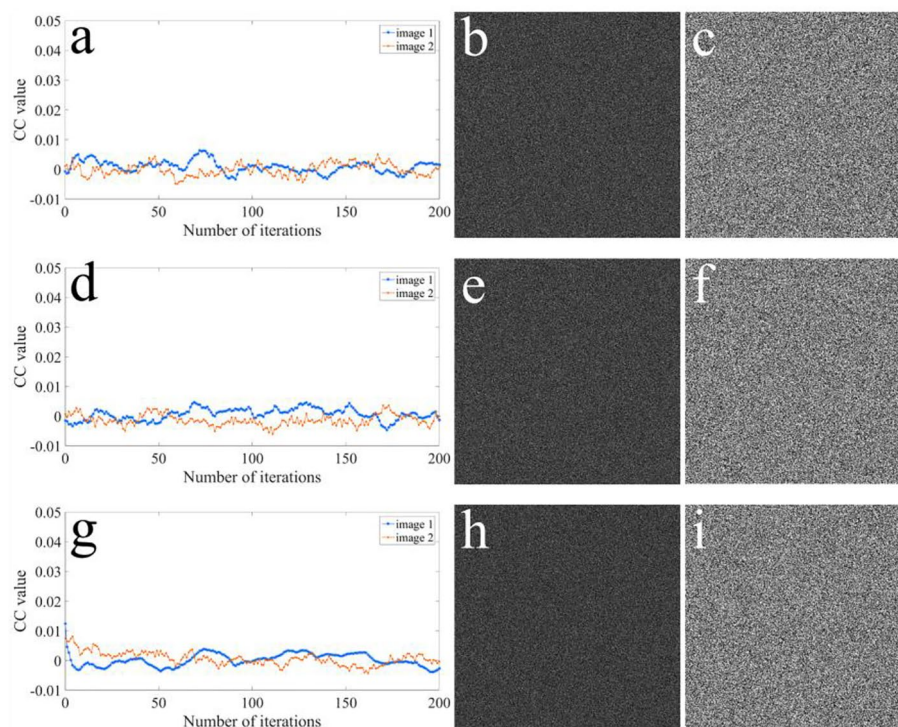 a
0.05
0.04
0.03
0.02
0.01
0
-0.01
CC value
0 50 100 150 200
Number of iterations
image 1
image 2
b
c
d
0.05
0.04
0.03
0.02
0.01
0
-0.01
CC value
0 50 100 150 200
Number of iterations
image 1
image 2
e
f
g
0.05
0.04
0.03
0.02
0.01
0
-0.01
CC value
0 50 100 150 200
Number of iterations
image 1
image 2
h
i